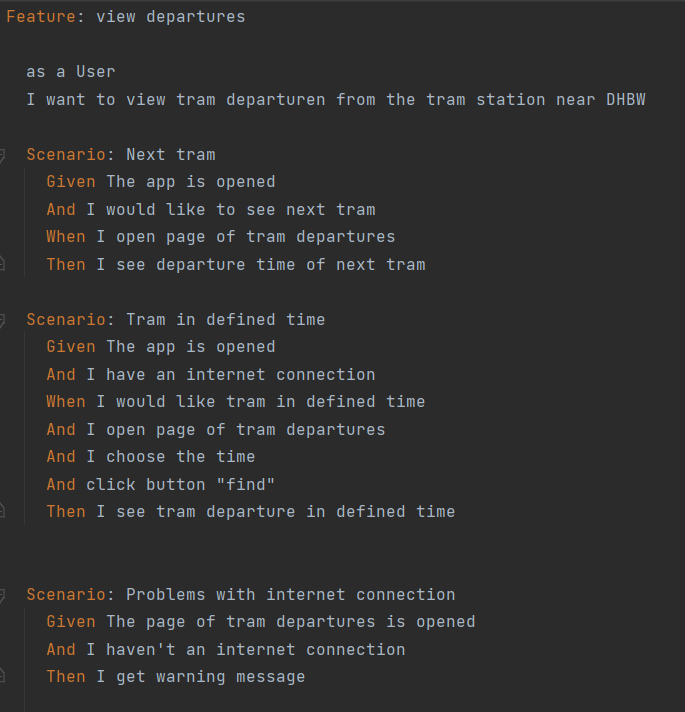 Feature: view departures
as a User
I want to view tram departuren from the tram station near DHBW
Scenario: Next tram
Given The app is opened
And I would like to see next tram
When I open page of tram departures
Then I see departure time of next tram
Scenario: Tram in defined time
Given The app is opened
And I have an internet connection
When I would like tram in defined time
And I open page of tram departures
And I choose the time
And click button "find"
Then I see tram departure in defined time
Scenario: Problems with internet connection
Given The page of tram departures is opened
And I haven't an internet connection
Then I get warning message